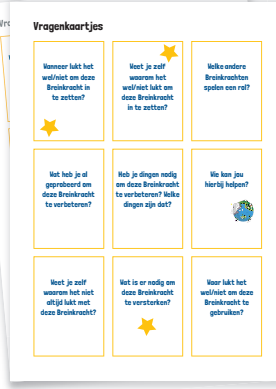 Vragenkaartjes
Wanneer lukt het
wel/niet om deze
Breinkracht in
te zetten?
Weet je zelf
waarom het
wel/niet lukt om
deze Breinkracht
in te zetten?
Welke andere
Breinkrachten
spelen een rol?
Wat heb je al
geprobeerd om
deze Breinkracht
te verbeteren?
Heb je dingen nodig
om deze Breinkracht
te verbeteren? Welke
dingen zijn dat?
Wie kan jou
hierbij helpen?
Weet je zelf
waarom het niet
altijd lukt met
deze Breinkracht?
Wat is er nodig om
deze Breinkracht
te versterken?
Waar lukt het
wel/niet om deze
Breinkracht te
gebruiken?